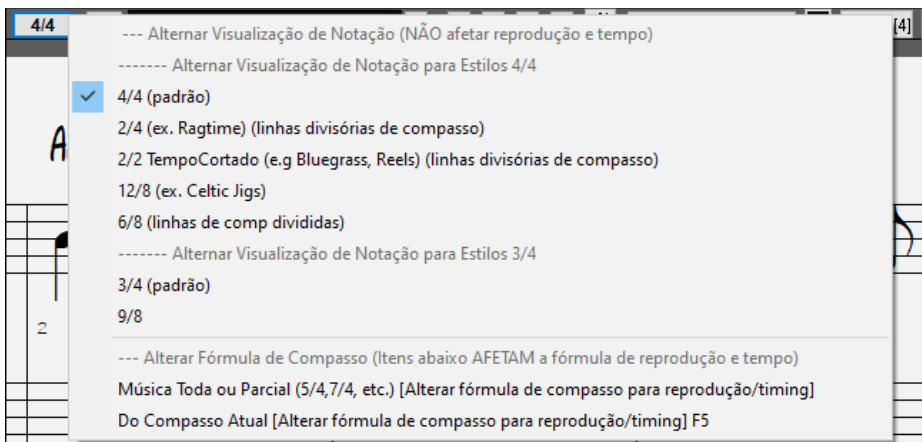 4/4
[4]
--- Alternar Visualização de Notação (NÃO afetar reprodução e tempo)
------- Alternar Visualização de Notação para Estilos 4/4
4/4 (padrão)
2/4 (ex. Ragtime) (linhas divisórias de compasso)
2/2 TempoCortado (e.g Bluegrass, Reels) (linhas divisórias de compasso)
12/8 (ex. Celtic Jigs)
6/8 (linhas de comp divididas)
------- Alternar Visualização de Notação para Estilos 3/4
3/4 (padrão)
9/8
--- Alterar Fórmula de Compasso (Itens abaixo AFETAM a fórmula de reprodução e tempo)
Música Toda ou Parcial (5/4,7/4, etc.) [Alterar fórmula de compasso para reprodução/timing]
Do Compasso Atual [Alterar fórmula de compasso para reprodução/timing] F5
A
2